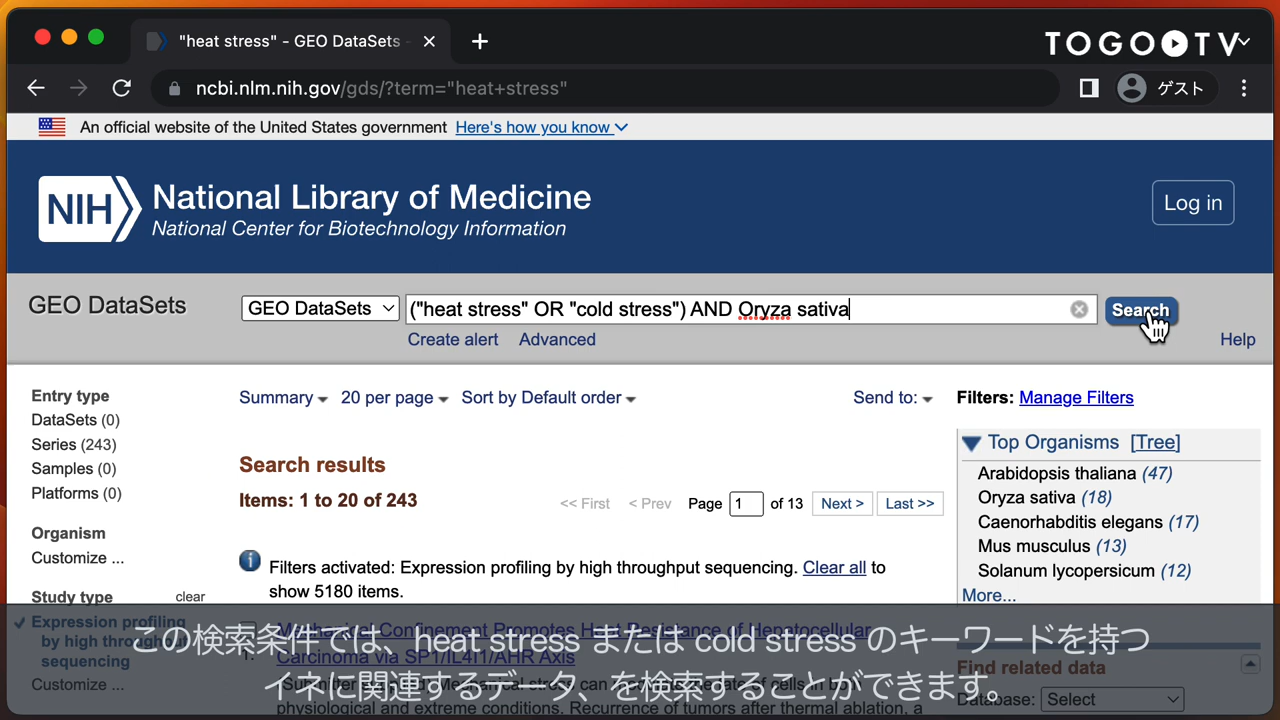 "heat stress" - GEO DataSets -
TOGO TV
ncbi.nlm.nih.gov/gds/?term="heat+stress"
ゲスト
An official website of the United States government Here's how you know
NIH National Library of Medicine
National Center for Biotechnology Information
Log in
GEO DataSets
GEO DataSets
("heat stress" OR "cold stress") AND Oryza sativa
Search
Create alert Advanced
Help
Entry type
DataSets (0)
Series (243)
Samples (0)
Platforms (0)
Organism
Customize ...
Study type clear
Expression profiling
by high throughput
sequencing
Customize ...
Summary 20 per page Sort by Default order
Send to:
Search results
Items: 1 to 20 of 243
<< First < Prev Page 1 of 13 Next > Last >>
Filters activated: Expression profiling by high throughput sequencing. Clear all to
show 5180 items.
Mechanical Confinement Promotes Heat Resistance of Hepatocellular
1. Carcinoma via SP1/IL4I1/AHR Axis
physiological and extreme conditions. Recurrence of tumors after thermal ablation, a
Filters: Manage Filters
Top Organisms [Tree]
Arabidopsis thaliana (47)
Oryza sativa (18)
Caenorhabditis elegans (17)
Mus musculus (13)
Solanum lycopersicum (12)
More...
Find related data
Database: Select
この検索条件では、heat stress または cold stress のキーワードを持つ
イネに関連するデータ、を検索することができます。